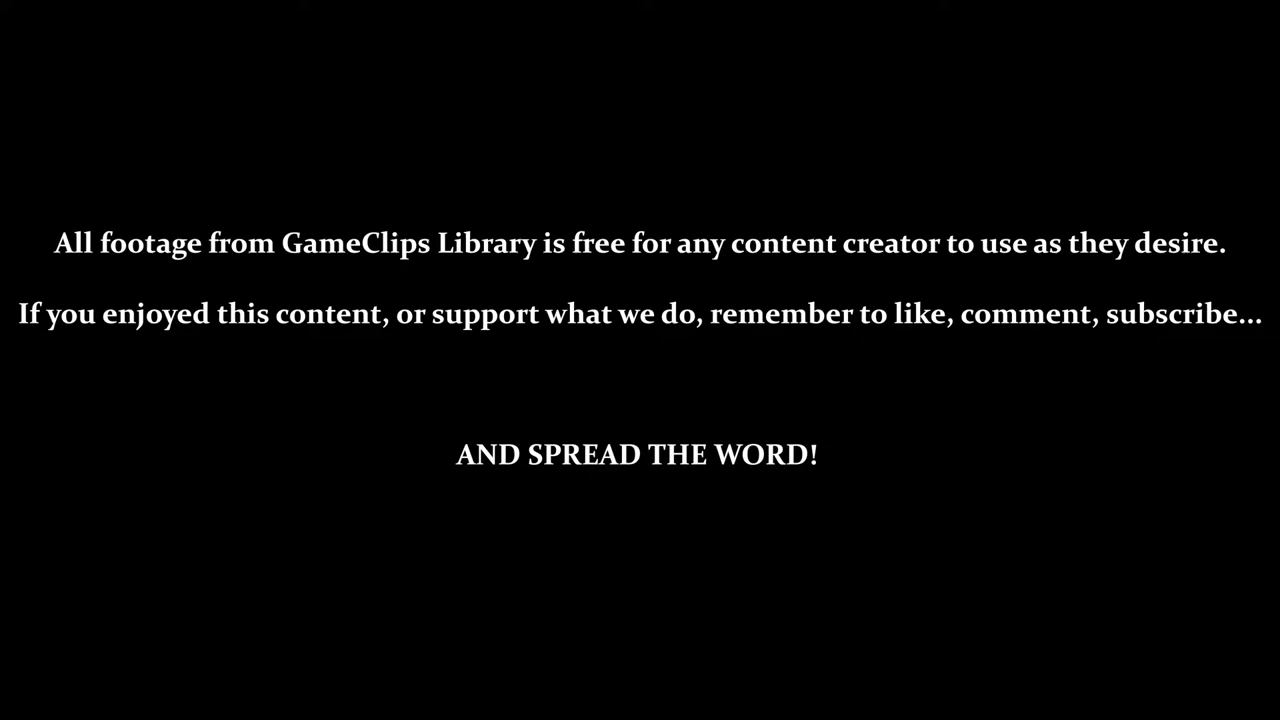 All footage from GameClips Library is free for any content creator to use as they desire.
If you enjoyed this content, or support what we do, remember to like, comment, subscribe...
AND SPREAD THE WORD!